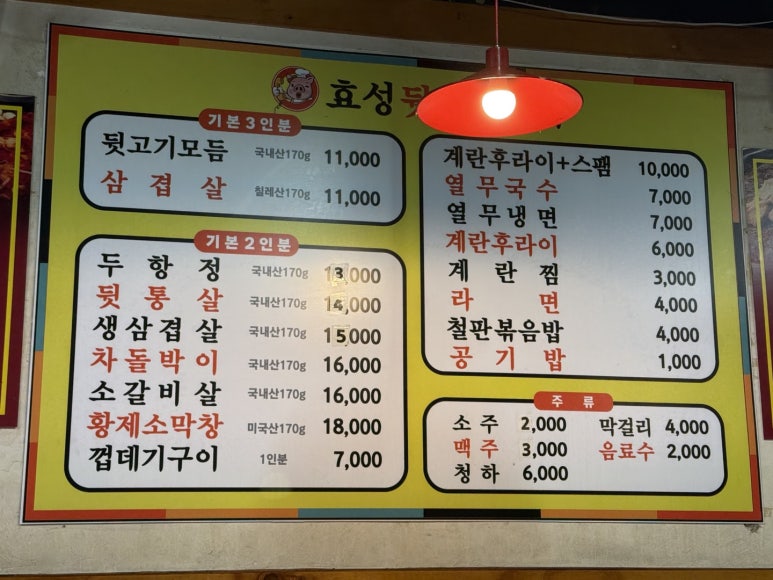 효성뒷
기본3인분
뒷고기모듬 국내산170g 11,000
삼겹살 칠레산170g 11,000
기본2인분
두항정 국내산170g 13,000
뒷통살 국내산170g 14,000
생삼겹살 국내산170g 15,000
차돌박이 국내산170g 16,000
소갈비살 국내산170g 16,000
황제소막창 미국산170g 18,000
껍데기구이 1인분 7,000
계란후라이+스팸 10,000
열무국수 7,000
열무냉면 7,000
계란후라이 6,000
계란찜 3,000
라면 4,000
철판볶음밥 4,000
공기밥 1,000
주류
소주 2,000
맥주 3,000
청하 6,000
막걸리 4,000
음료수 2,000